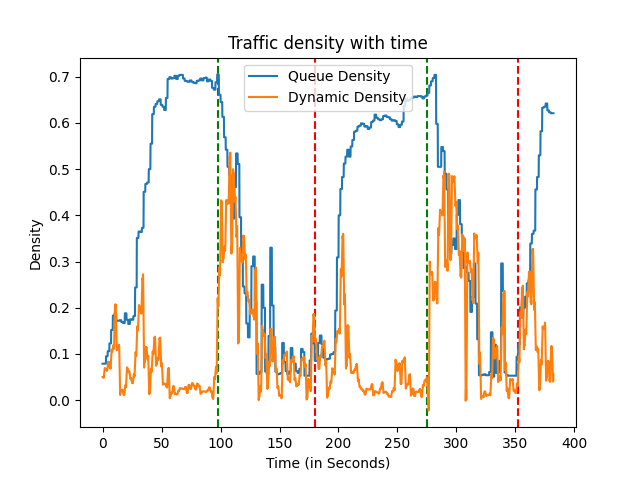 Traffic density with time
Queue Density
Dynamic Density
0.7
0.6
0.5
0.4
0.3
0.2
0.1
0.0
Density
0 50 100 150 200 250 300 350 400
Time (in Seconds)